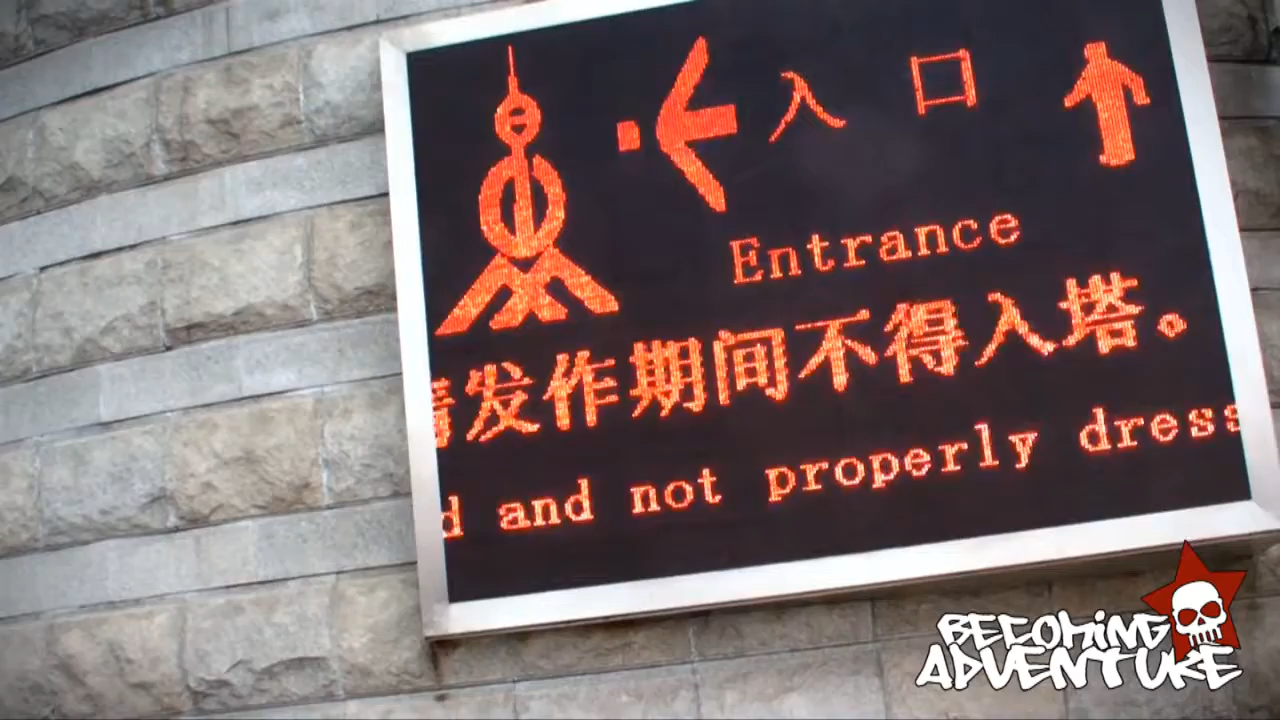 入口
Entrance
发作期间不得入塔。
d and not properly dress
BECOMING
ADVENTURE